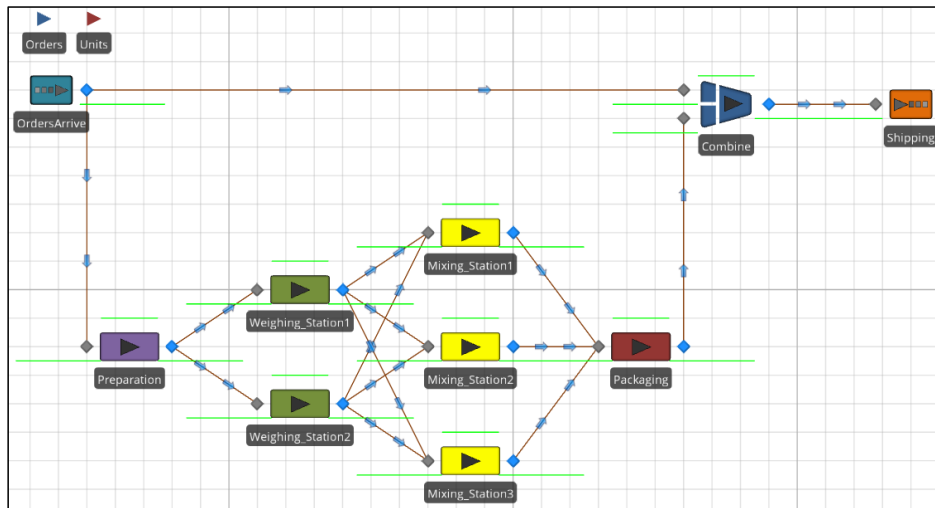 Orders
Units
OrdersArrive
Combine
Shipping
Mixing_Station1
Weighing_Station1
Preparation
Mixing_Station2
Packaging
Weighing_Station2
Mixing_Station3